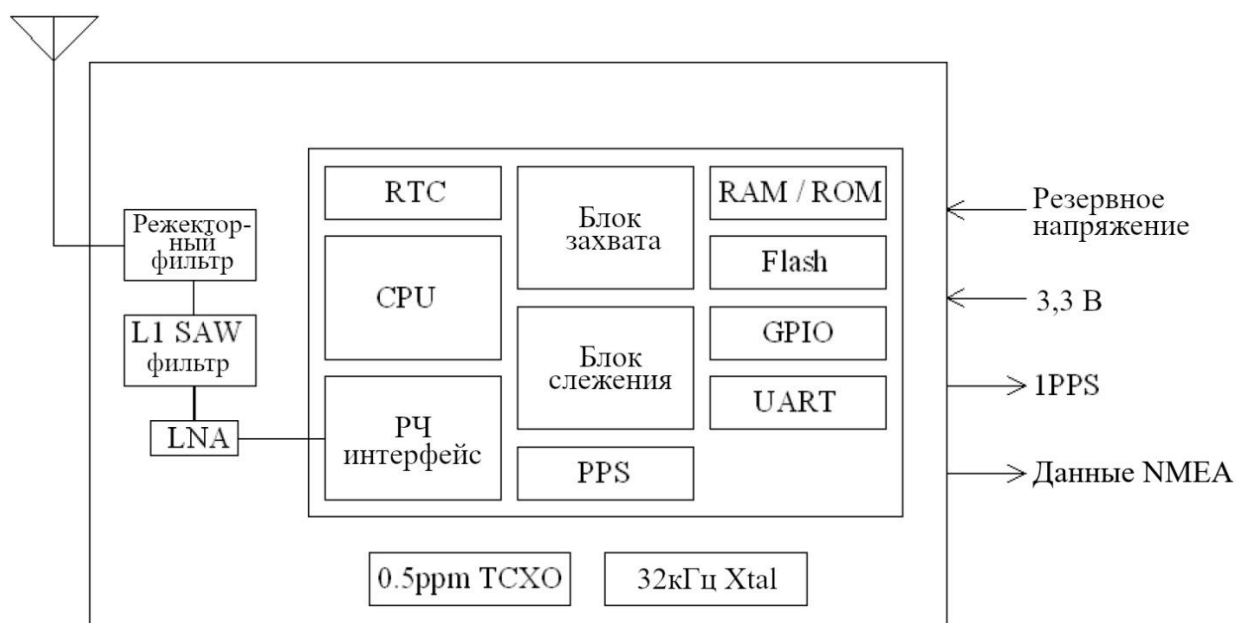 Режектор-
ный
фильтр
L1 SAW
фильтр
LNA
RTC
CPU
РЧ
интерфейс
Блок
захвата
Блок
слежения
PPS
RAM / ROM
Flash
GPIO
UART
0.5ppm TCXO
32кГц Xtal
Резервное
напряжение
3,3 В
1PPS
Данные NMEA